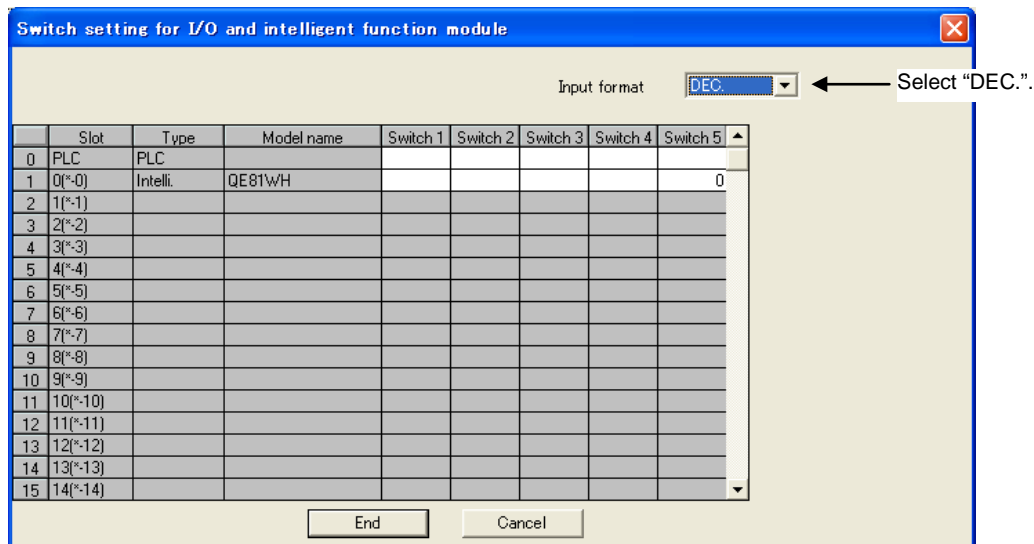 Switch setting for I/O and intelligent function module
Input format DEC. Select “DEC.”.
Slot Type Model name Switch 1 Switch 2 Switch 3 Switch 4 Switch 5
0 PLC PLC
1 0(*-0) Intelli. QE81WH 0
2 1(*-1)
3 2(*-2)
4 3(*-3)
5 4(*-4)
6 5(*-5)
7 6(*-6)
8 7(*-7)
9 8(*-8)
10 9(*-9)
11 10(*-10)
12 11(*-11)
13 12(*-12)
14 13(*-13)
15 14(*-14)
End Cancel